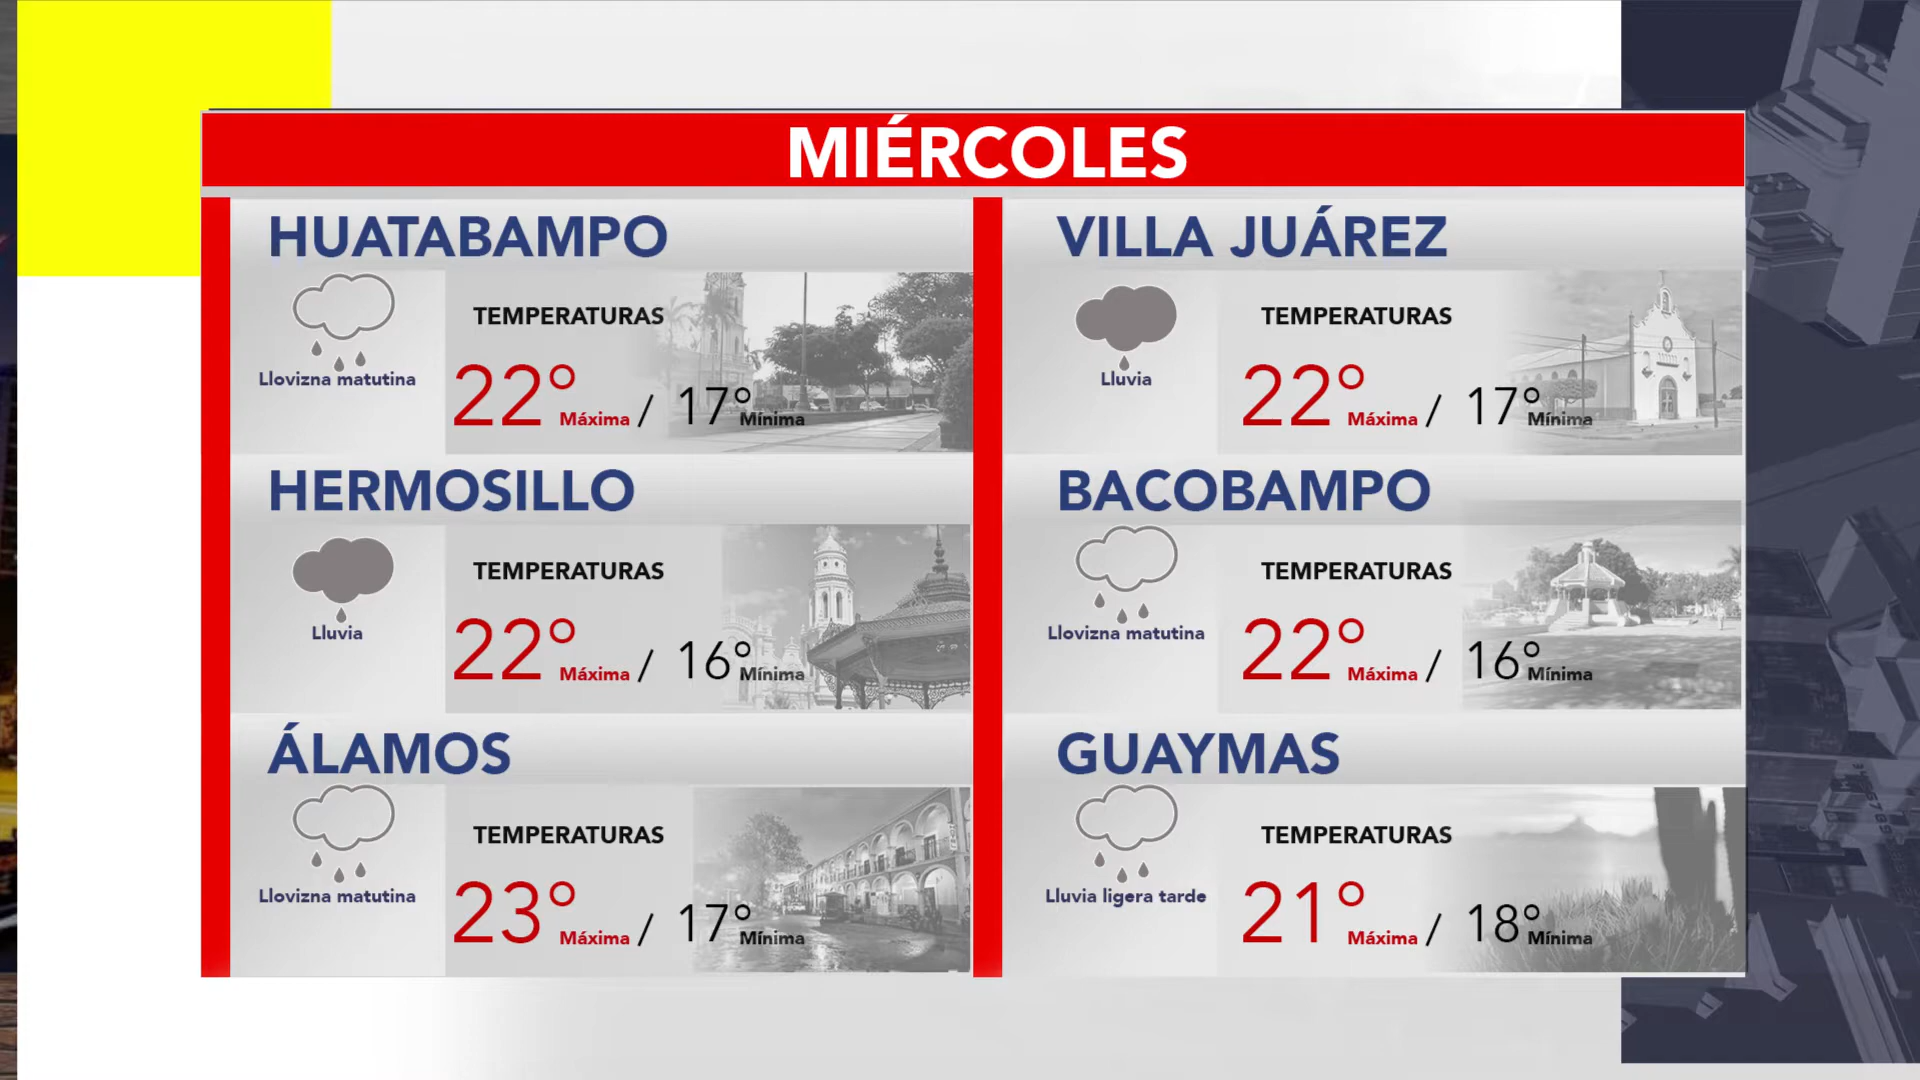 MIÉRCOLES
HUATABAMPO
TEMPERATURAS
Llovizna matutina
22° Máxima / 17° Mínima
VILLA JUÁREZ
TEMPERATURAS
Lluvia
22° Máxima / 17° Mínima
HERMOSILLO
TEMPERATURAS
Lluvia
22° Máxima / 16° Mínima
BACOBAMPO
TEMPERATURAS
Llovizna matutina
22° Máxima / 16° Mínima
ÁLAMOS
TEMPERATURAS
Llovizna matutina
23° Máxima / 17° Mínima
GUAYMAS
TEMPERATURAS
Lluvia ligera tarde
21° Máxima / 18° Mínima